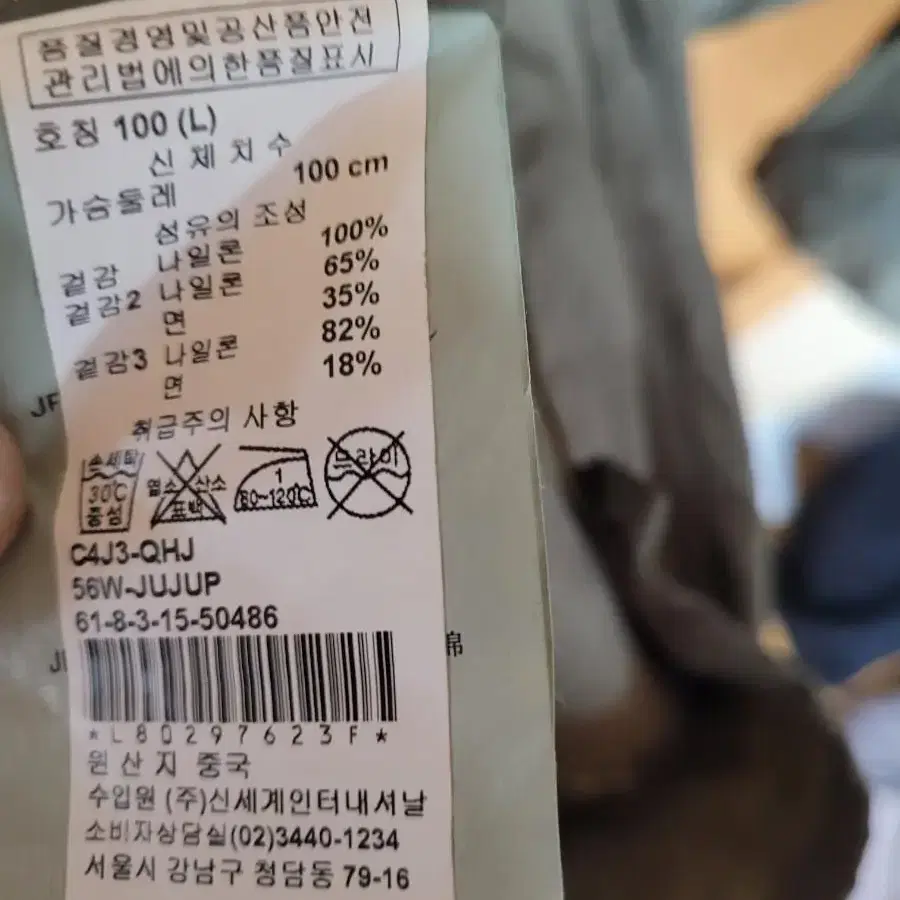 품질경영및공산품안전
관리법에의한품질표시
호칭 100 (L)
신체치수
가슴둘레 100 cm
섬유의 조성
겉감 나일론 100%
겉감2 나일론 65%
면 35%
겉감3 나일론 82%
면 18%
취급주의 사항
손세탁
30℃
중성
염소 산소
표백
1
80~120℃
드라이
C4J3-QHJ
56W-JUJUP
61-8-3-15-50486
*L80297623F*
원산지 중국
수입원 (주)신세계인터내셔날
소비자상담실(02)3440-1234
서울시 강남구 청담동 79-16
JF
綿